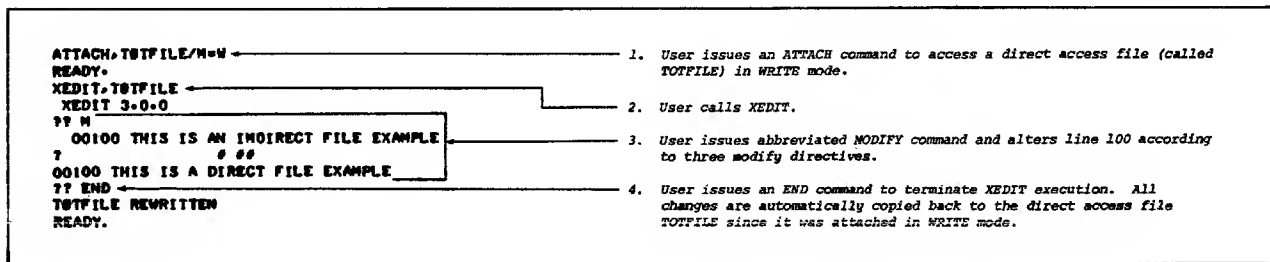 ATTACH,TOTFILE/M=W
READY.
XEDIT,TOTFILE
XEDIT 3.0.0
?? M
00100 THIS IS AN INDIRECT FILE EXAMPLE
? # ##
00100 THIS IS A DIRECT FILE EXAMPLE
?? END
TOTFILE REWRITTEN
READY.
1. User issues an ATTACH command to access a direct access file (called
TOTFILE) in WRITE mode.
2. User calls XEDIT.
3. User issues abbreviated MODIFY command and alters line 100 according
to three modify directives.
4. User issues an END command to terminate XEDIT execution. All
changes are automatically copied back to the direct access file
TOTFILE since it was attached in WRITE mode.